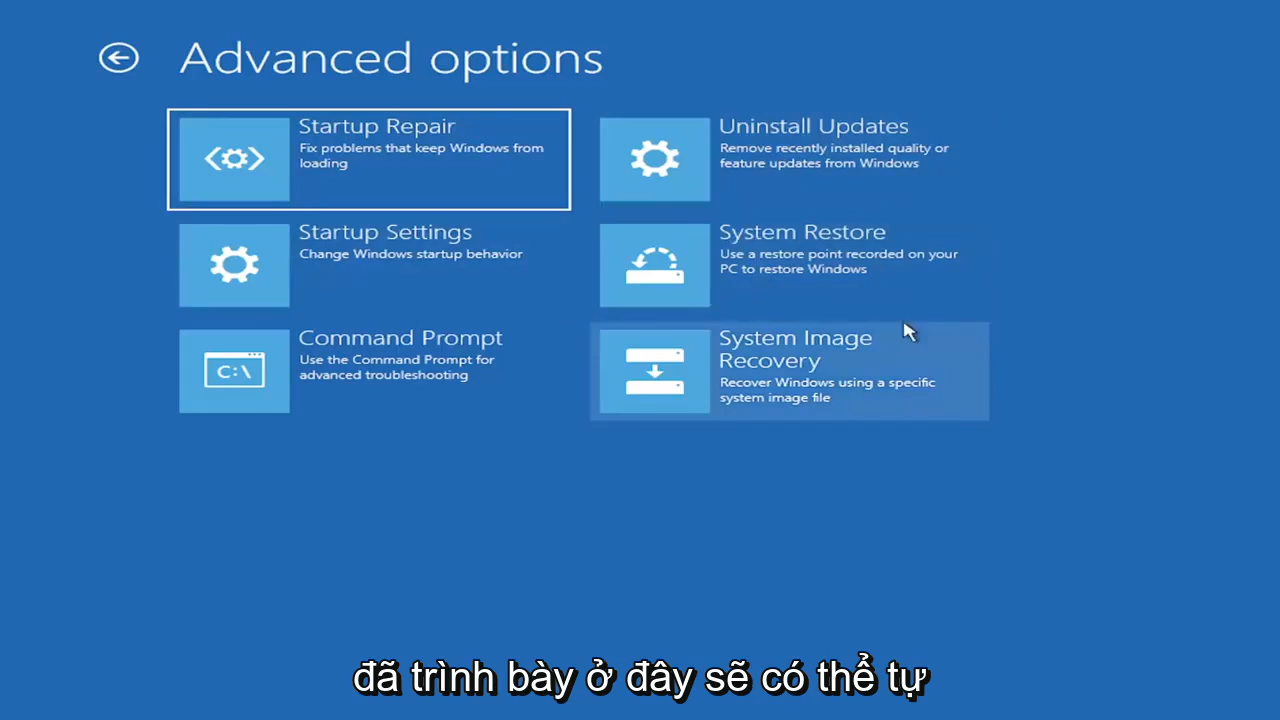 Advanced options
Startup Repair
Fix problems that keep Windows from
loading
Uninstall Updates
Remove recently installed quality or
feature updates from Windows
Startup Settings
Change Windows startup behavior
System Restore
Use a restore point recorded on your
PC to restore Windows
Command Prompt
Use the Command Prompt for
advanced troubleshooting
C:\
System Image
Recovery
Recover Windows using a specific
system image file
đã trình bày ở đây sẽ có thể tự